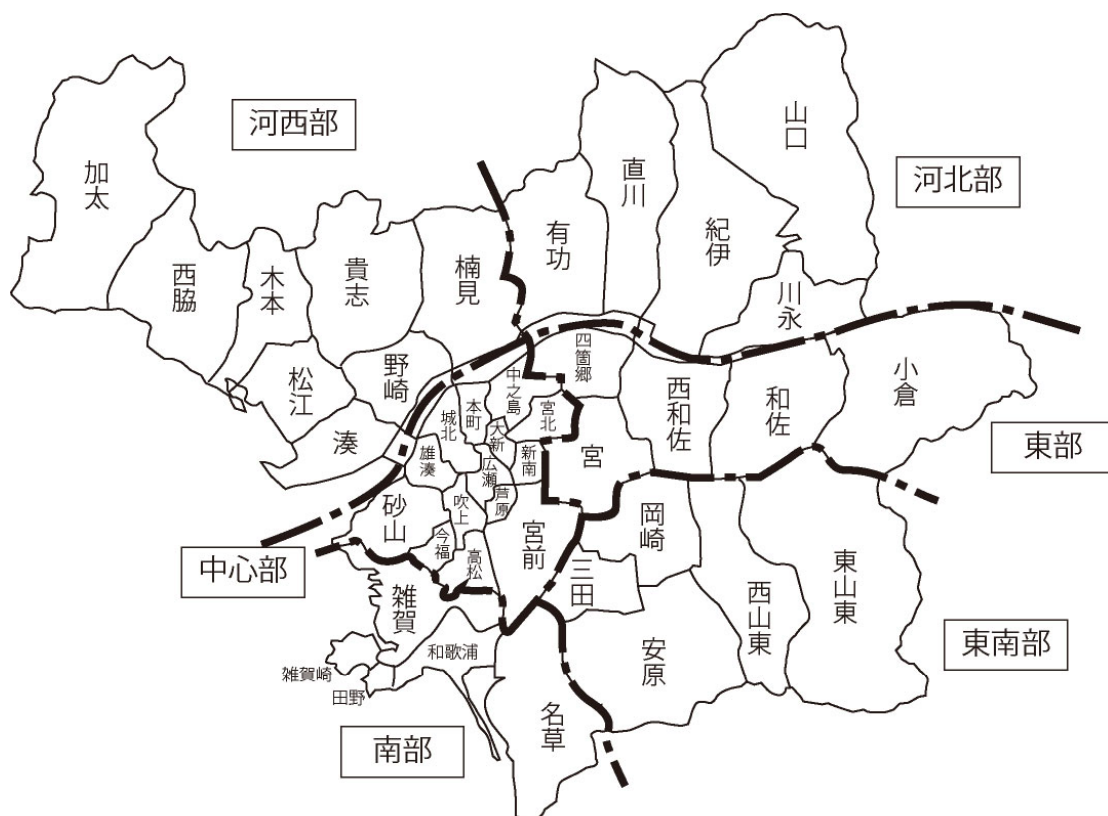 河西部
河北部
東部
中心部
東南部
南部
加太
西脇
木本
貴志
楠見
松江
野崎
湊
有功
直川
紀伊
山口
川永
四箇郷
西和佐
和佐
小倉
宮
中之島
宮北
本町
城北
大新
新南
広瀬
雄湊
芦原
吹上
砂山
今福
高松
宮前
岡崎
三田
西山東
東山東
安原
雑賀
和歌浦
雑賀崎
田野
名草